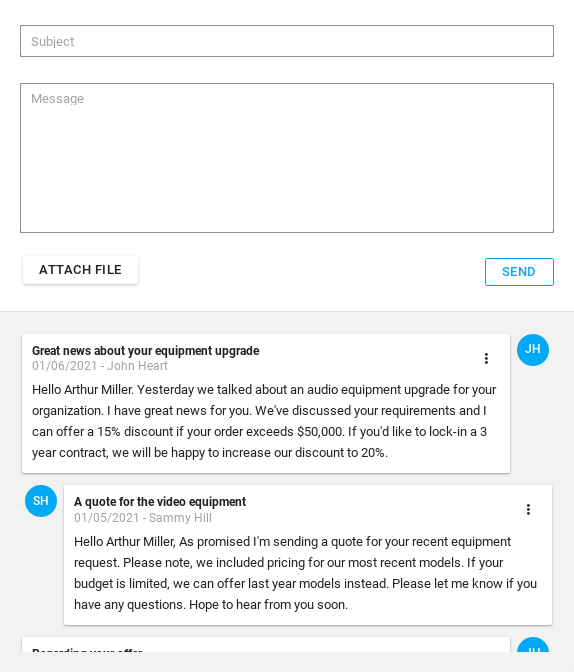 Subject
Message
ATTACH FILE
SEND
Great news about your equipment upgrade
JH
01/06/2021 - John Heart
Hello Arthur Miller. Yesterday we talked about an audio equipment upgrade for your
organization. I have great news for you. We've discussed your requirements and I
can offer a 15% discount if your order exceeds $50,000. If you'd like to lock-in a 3
year contract, we will be happy to increase our discount to 20%.
SH
A quote for the video equipment
01/05/2021 - Sammy Hill
Hello Arthur Miller, As promised I'm sending a quote for your recent equipment
request. Please note, we included pricing for our most recent models. If your
budget is limited, we can offer last year models instead. Please let me know if you
have any questions. Hope to hear from you soon.
Regarding your offer
JH